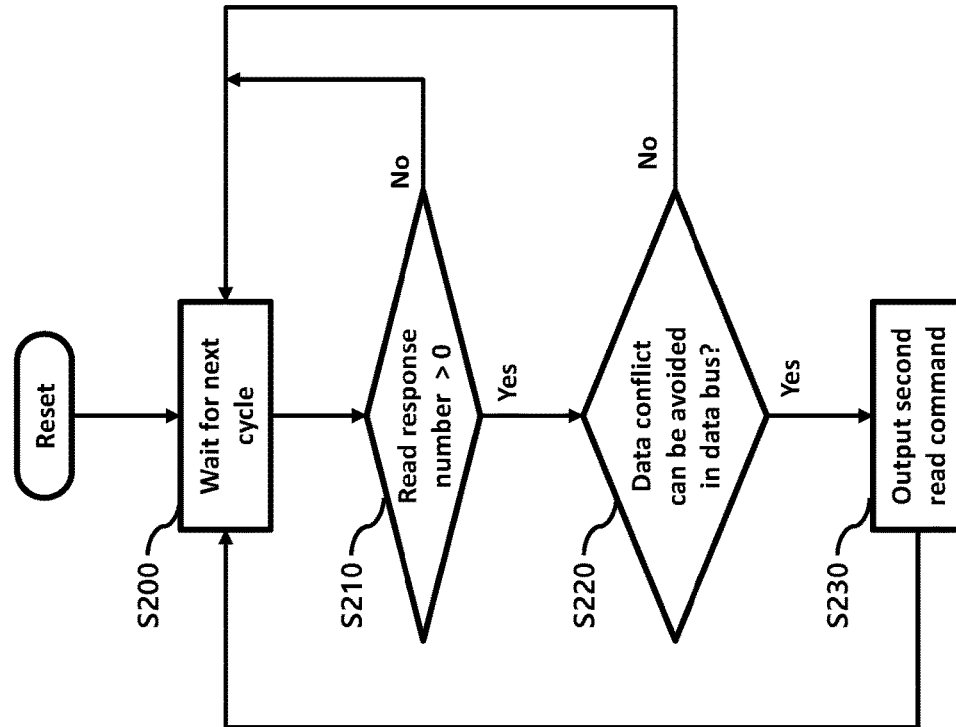 Reset
S200
Wait for next
cycle
S210
Read response
number > 0
No
Yes
S220
Data conflict
can be avoided
in data bus?
No
Yes
S230
Output second
read command